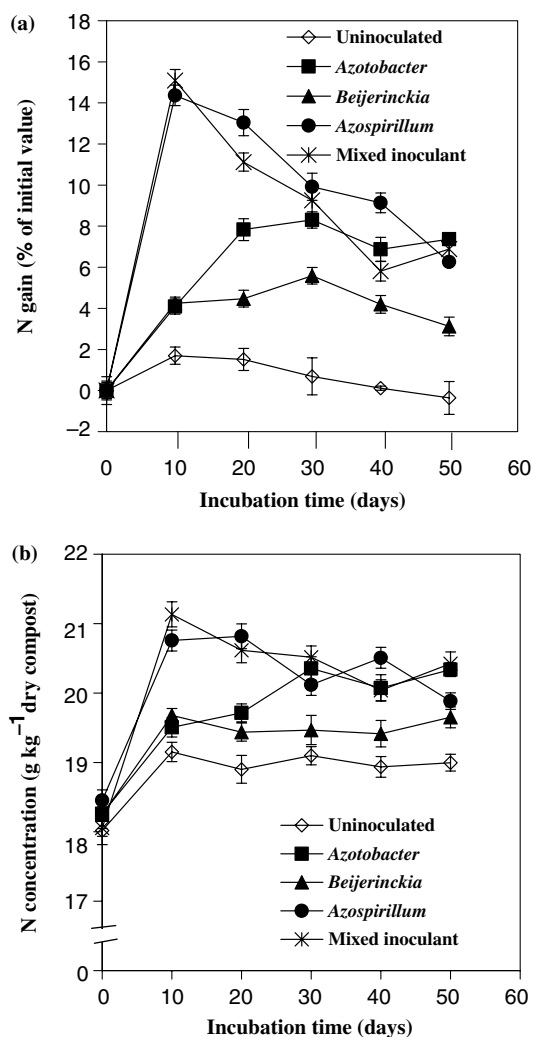 (a)
N gain (% of initial value)
18
16
14
12
10
8
6
4
2
0
−2
Uninoculated
Azotobacter
Beijerinckia
Azospirillum
Mixed inoculant
0 10 20 30 40 50 60
Incubation time (days)
(b)
N concentration (g kg−1 dry compost)
22
21
20
19
18
17
0
Uninoculated
Azotobacter
Beijerinckia
Azospirillum
Mixed inoculant
0 10 20 30 40 50 60
Incubation time (days)